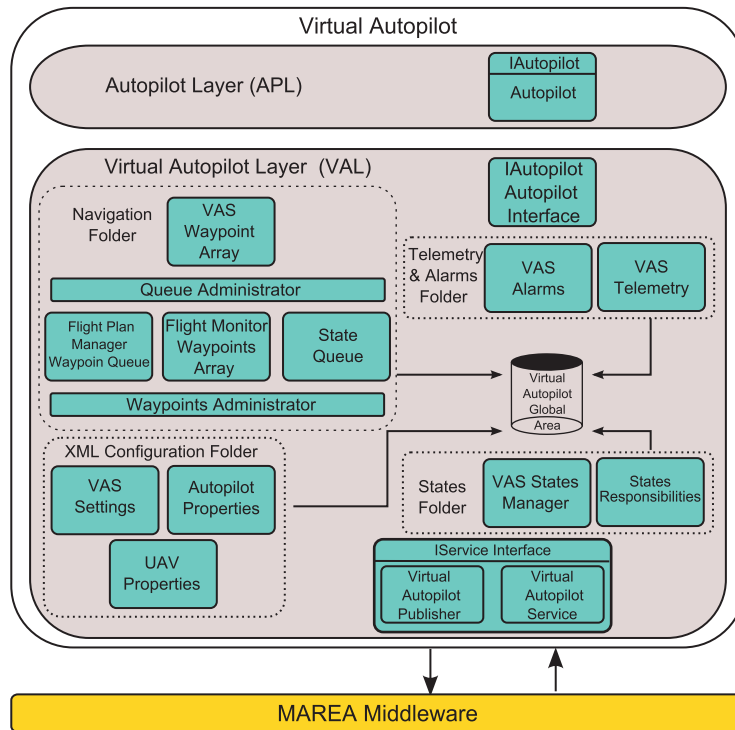 Virtual Autopilot
Autopilot Layer (APL)
IAutopilot
Autopilot
Virtual Autopilot Layer (VAL)
IAutopilot
Autopilot
Interface
Navigation
Folder
VAS
Waypoint
Array
Telemetry
& Alarms
Folder
VAS
Alarms
VAS
Telemetry
Queue Administrator
Flight Plan
Manager
Waypoin Queue
Flight Monitor
Waypoints
Array
State
Queue
Virtual
Autopilot
Global
Area
Waypoints Administrator
XML Configuration Folder
VAS
Settings
Autopilot
Properties
UAV
Properties
States
Folder
VAS States
Manager
States
Responsibilities
IService Interface
Virtual
Autopilot
Publisher
Virtual
Autopilot
Service
MAREA Middleware